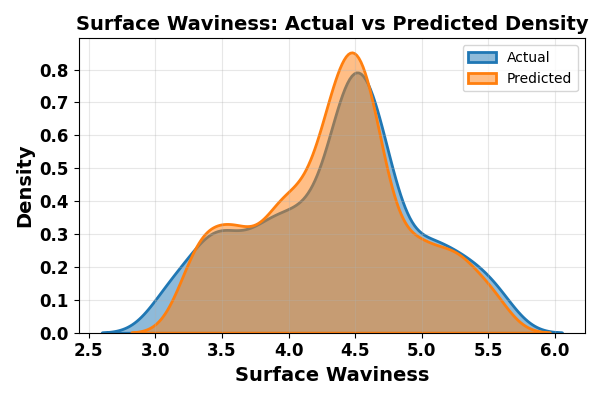 Surface Waviness: Actual vs Predicted Density
Actual
Predicted
Density
0.8
0.7
0.6
0.5
0.4
0.3
0.2
0.1
0.0
2.5 3.0 3.5 4.0 4.5 5.0 5.5 6.0
Surface Waviness